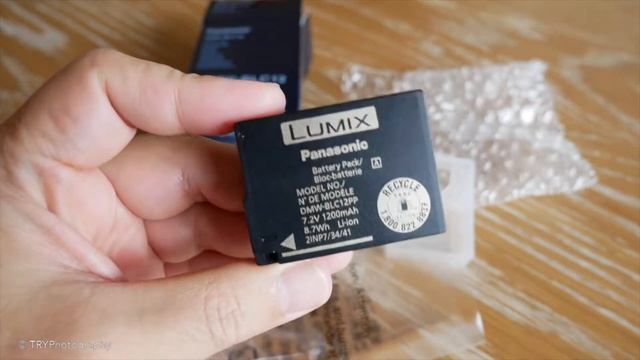 LUMIX
Panasonic
Battery Pack/
Bloc-batterie
A
MODEL NO./
N° DE MODÈLE
DMW-BLC12PP
7.2V 1200mAh
8.7Wh Li-ion
2INP7/34/41
RECYCLE
1.800.822.8837
© TRYPhotography